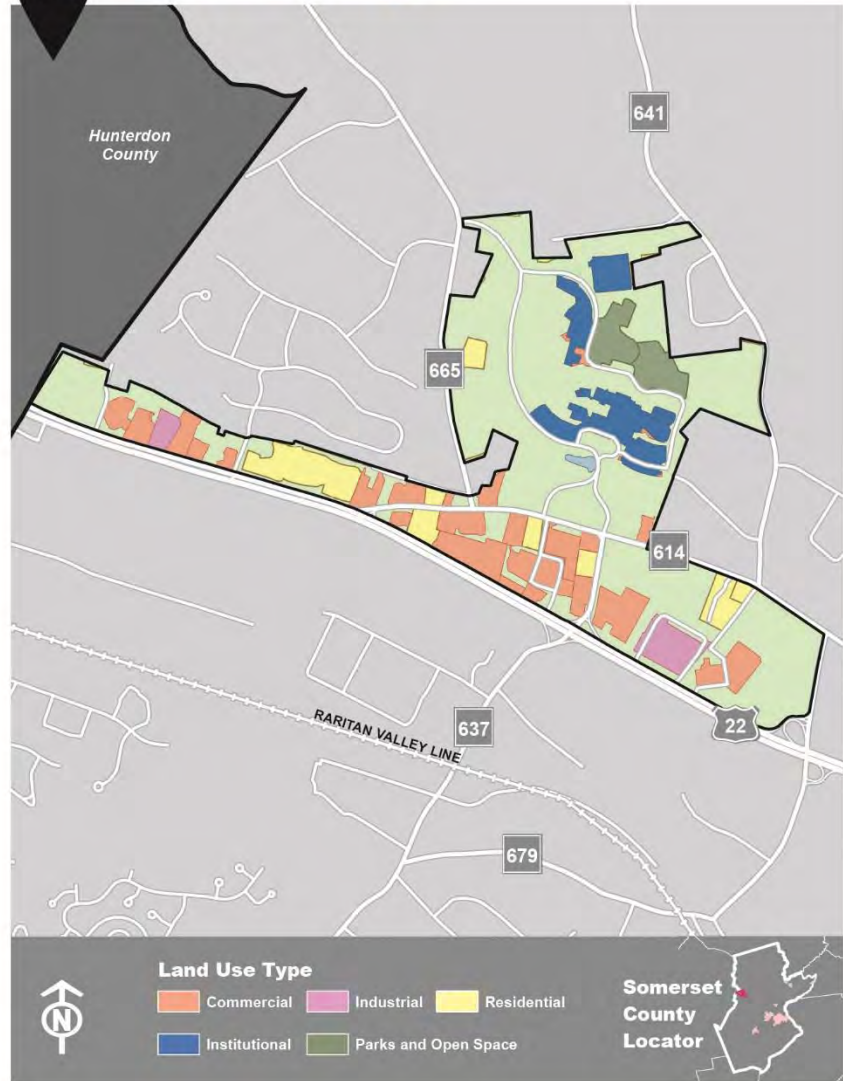 Hunterdon
County
641
665
614
22
RARITAN VALLEY LINE
637
679
Land Use Type
Commercial
Industrial
Residential
Institutional
Parks and Open Space
N
Somerset
County
Locator